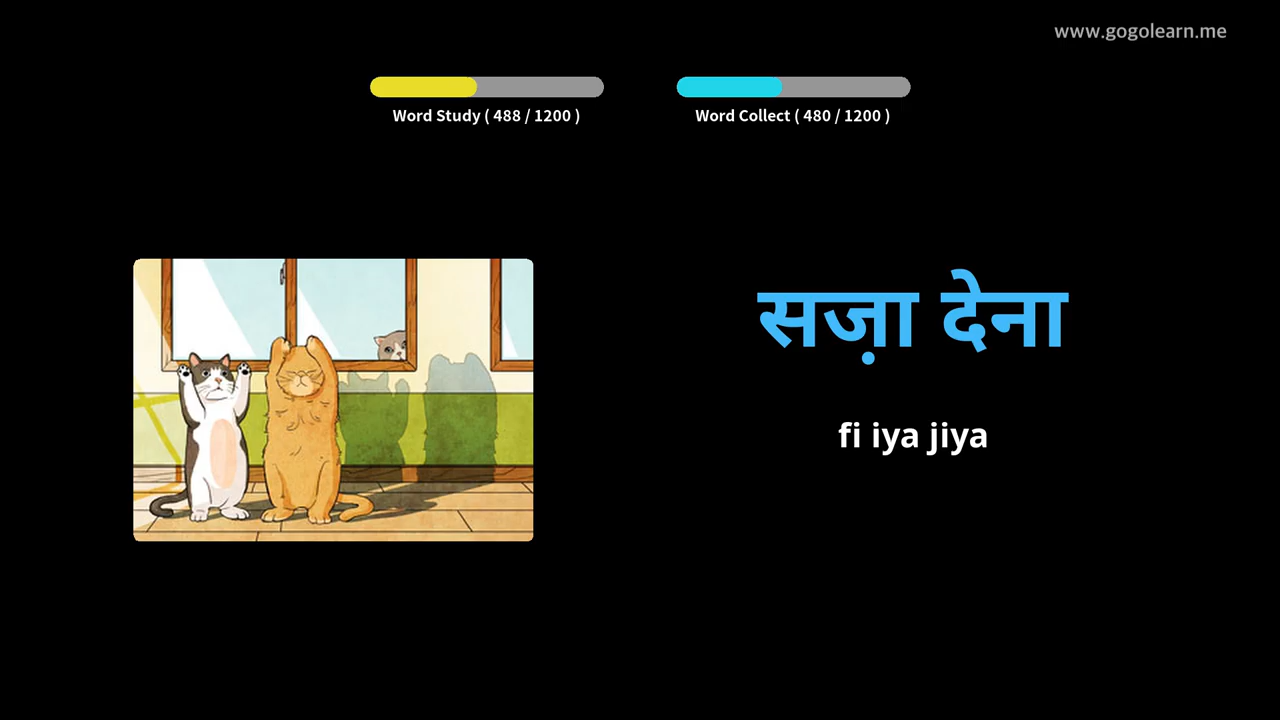 www.gogolearn.me
Word Study ( 488 / 1200 )
Word Collect ( 480 / 1200 )
सज़ा देना
fi iya jiya